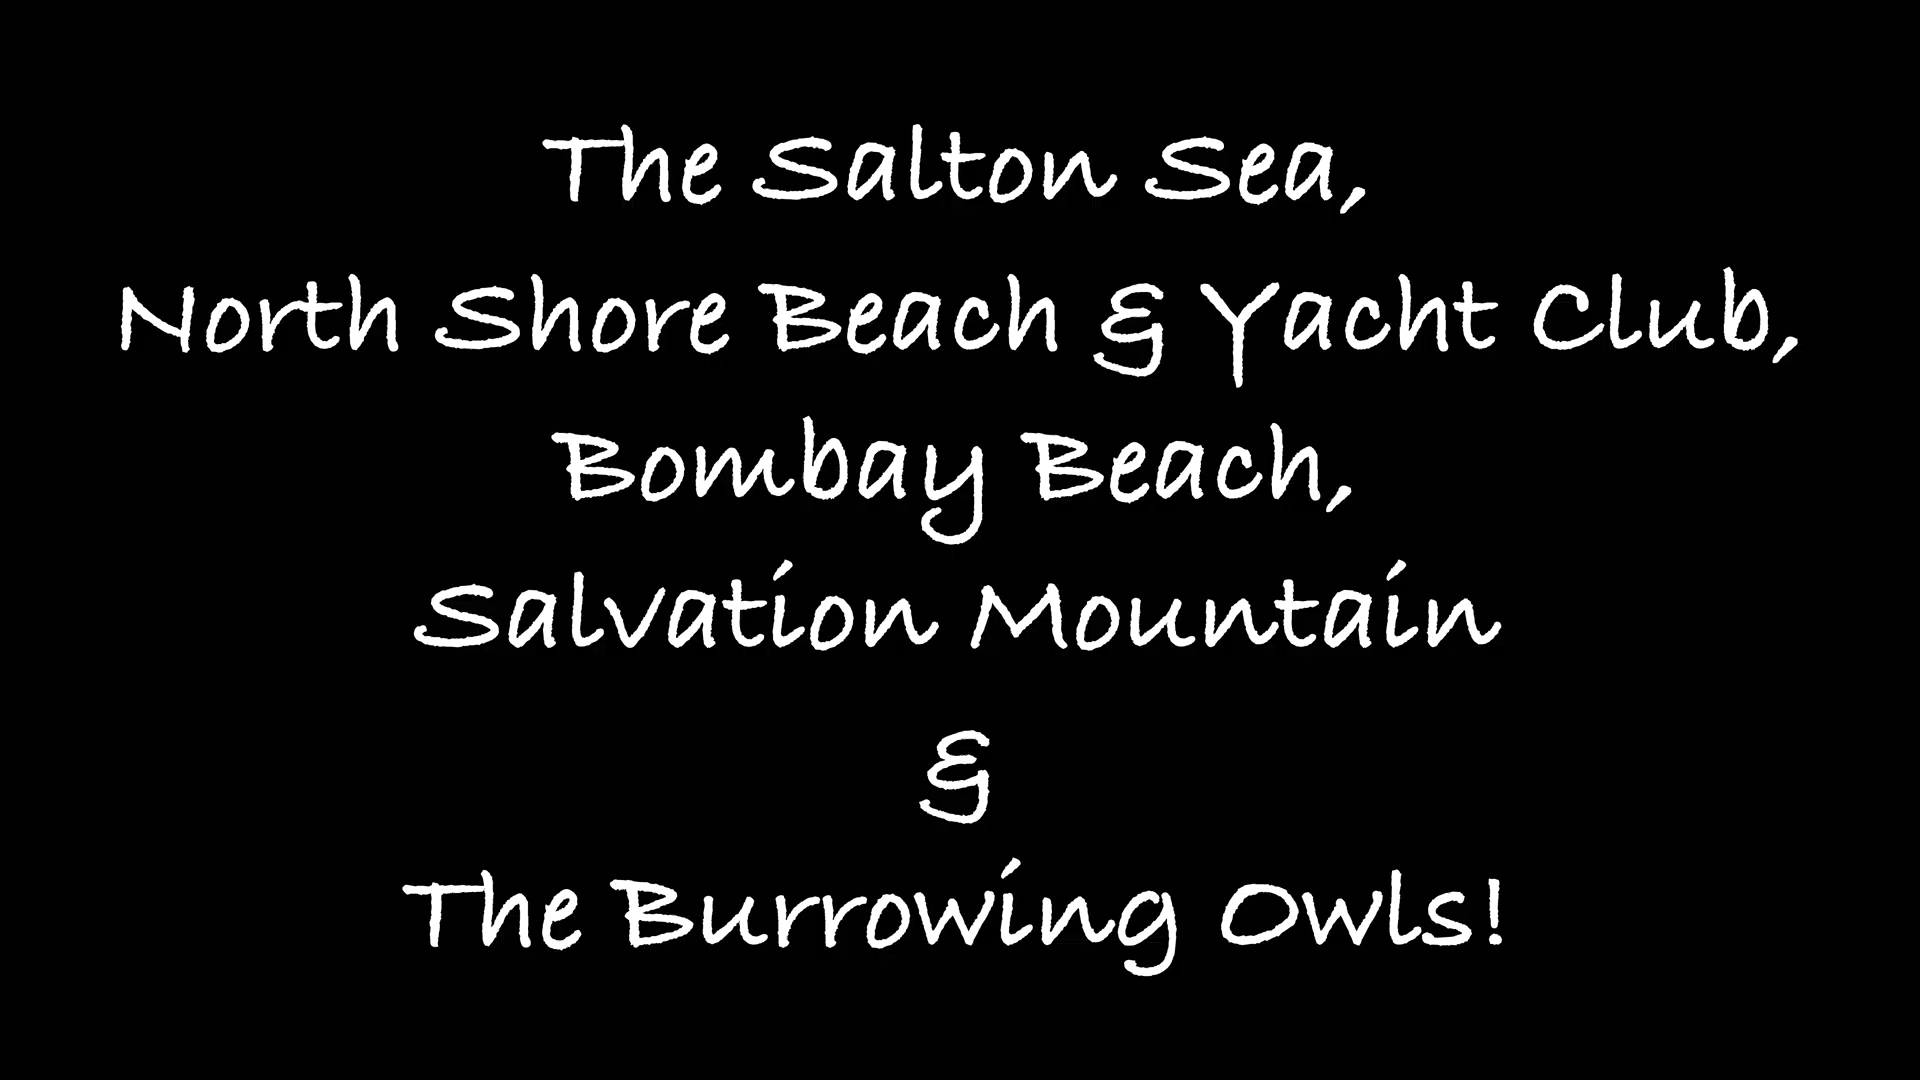 The Salton Sea,
North Shore Beach & Yacht Club,
Bombay Beach,
Salvation Mountain
&
The Burrowing Owls!